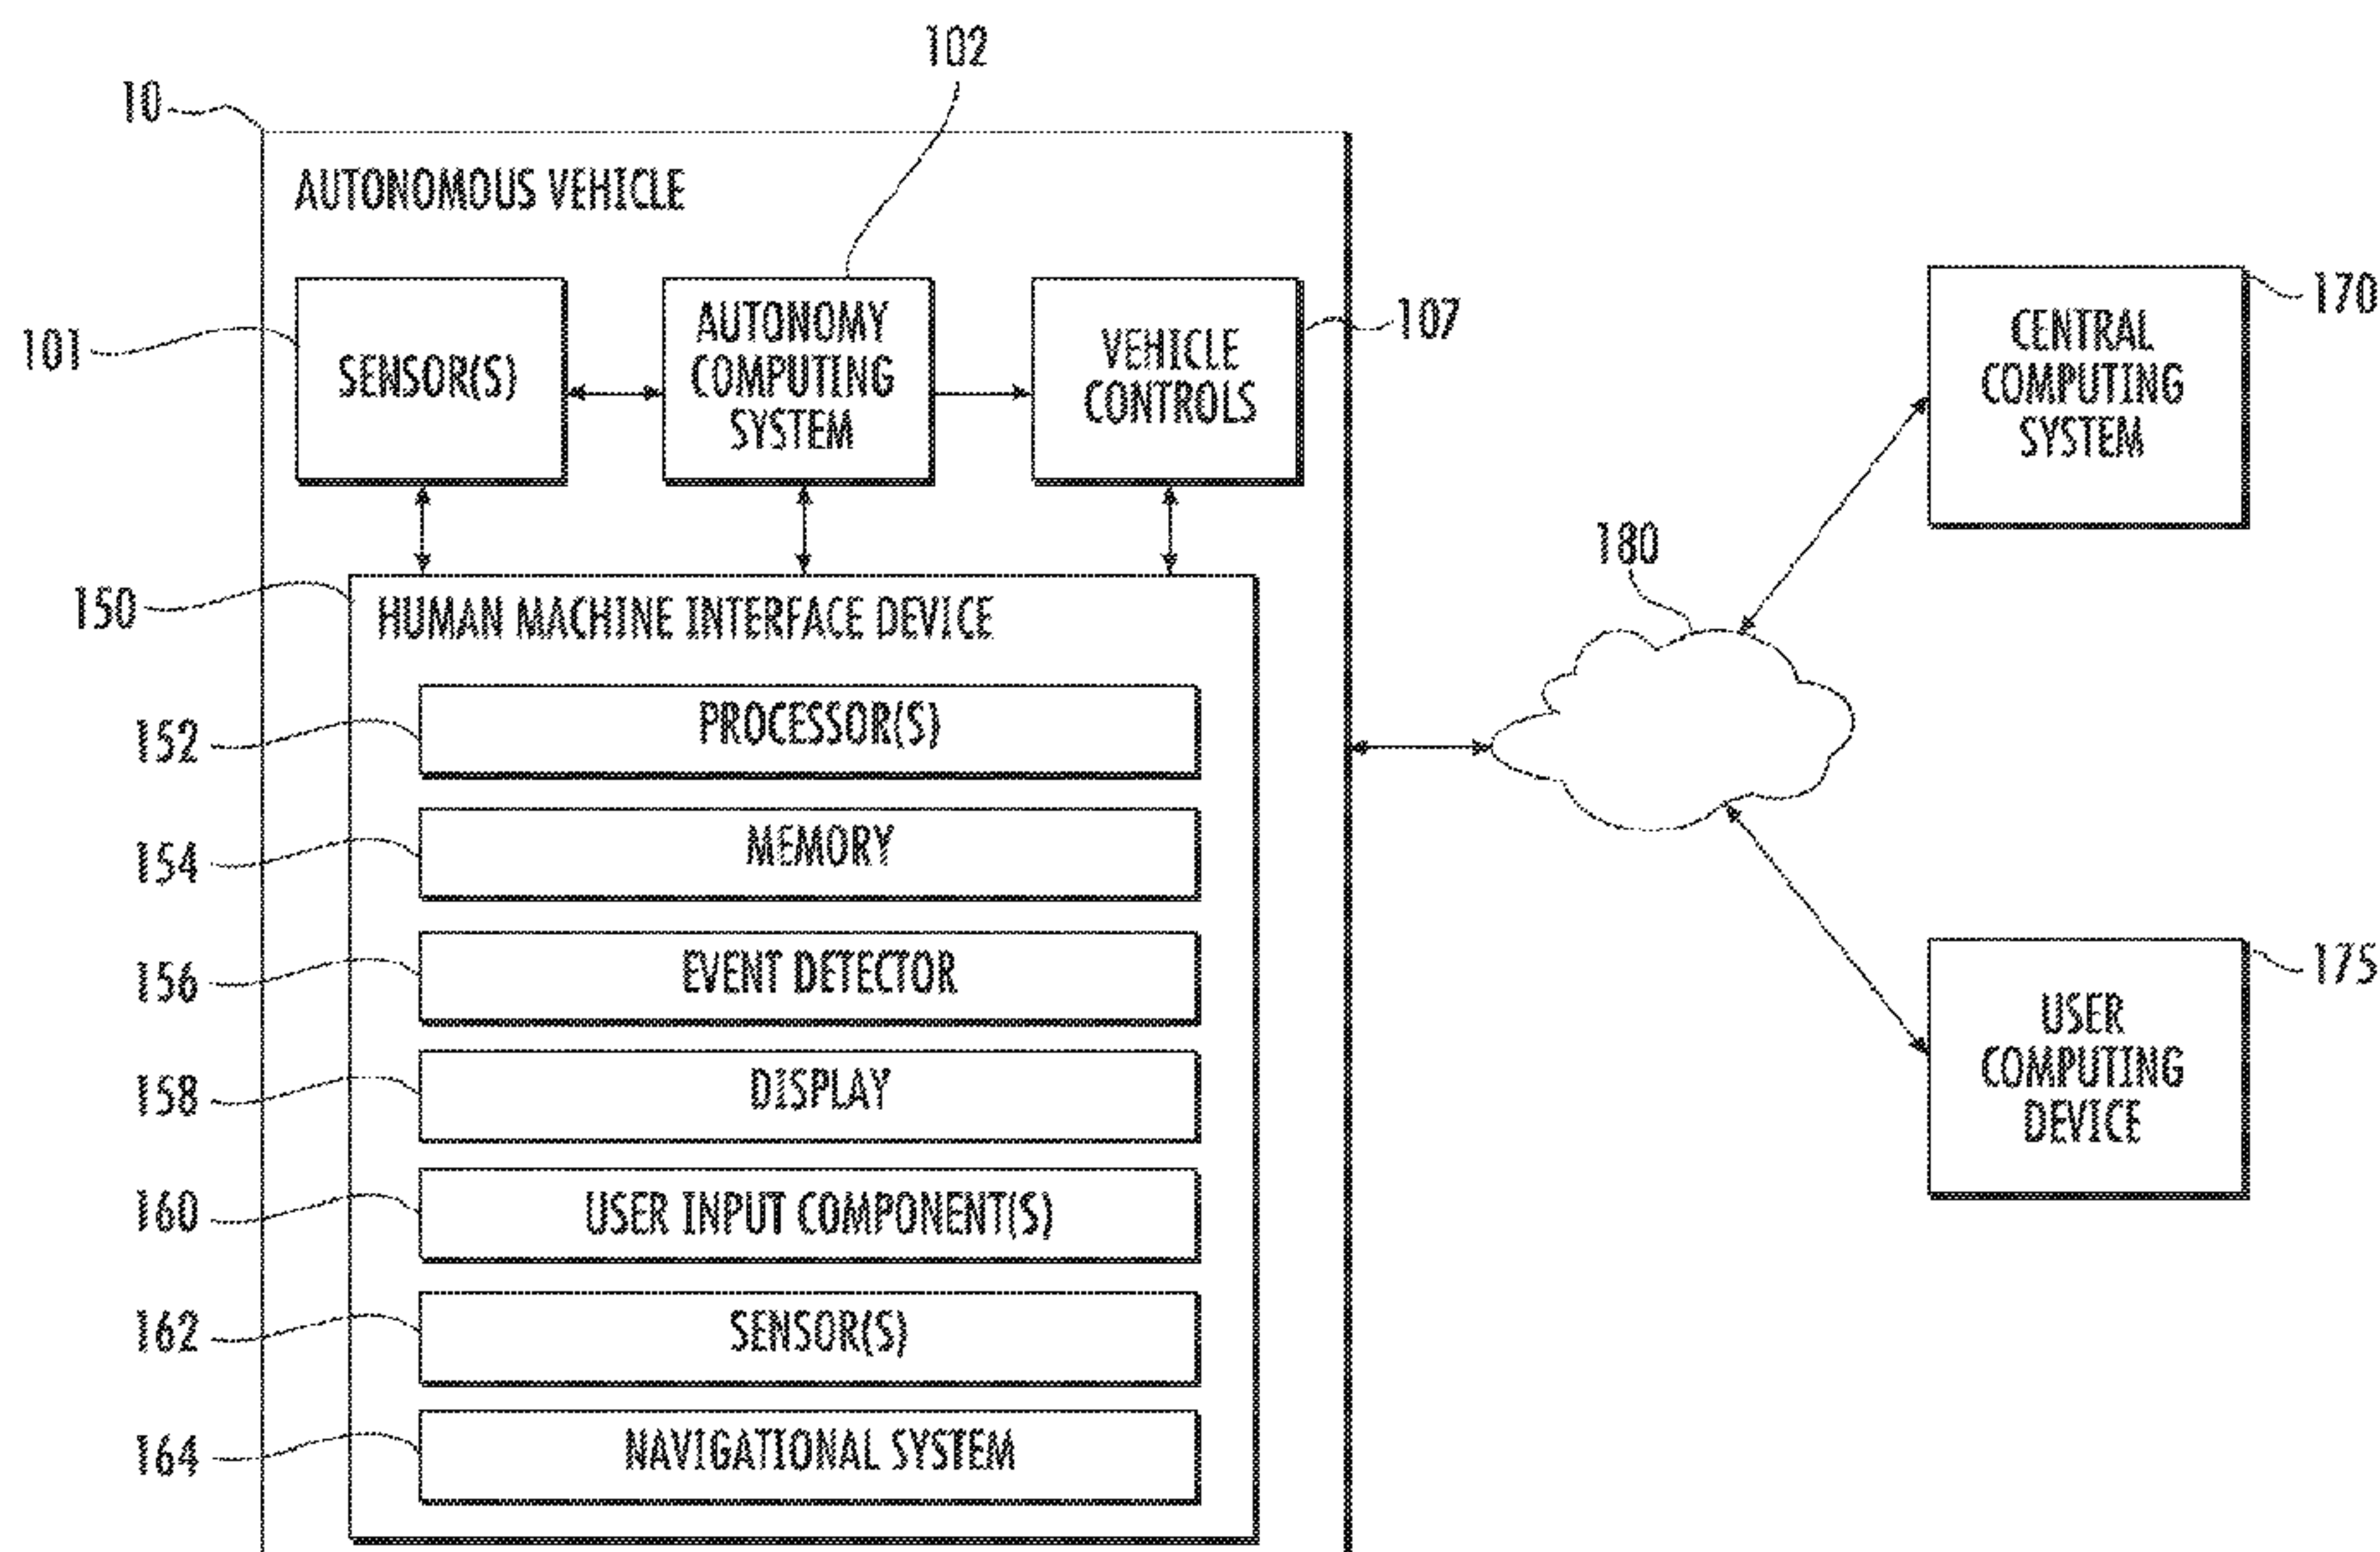 102
10
AUTONOMOUS VEHICLE
101
SENSOR(S)
AUTONOMY
COMPUTING
SYSTEM
VEHICLE
CONTROLS
107
CENTRAL
COMPUTING
SYSTEM
170
180
150
HUMAN MACHINE INTERFACE DEVICE
152
PROCESSOR(S)
154
MEMORY
156
EVENT DETECTOR
158
DISPLAY
160
USER INPUT COMPONENT(S)
162
SENSOR(S)
164
NAVIGATIONAL SYSTEM
175
USER
COMPUTING
DEVICE